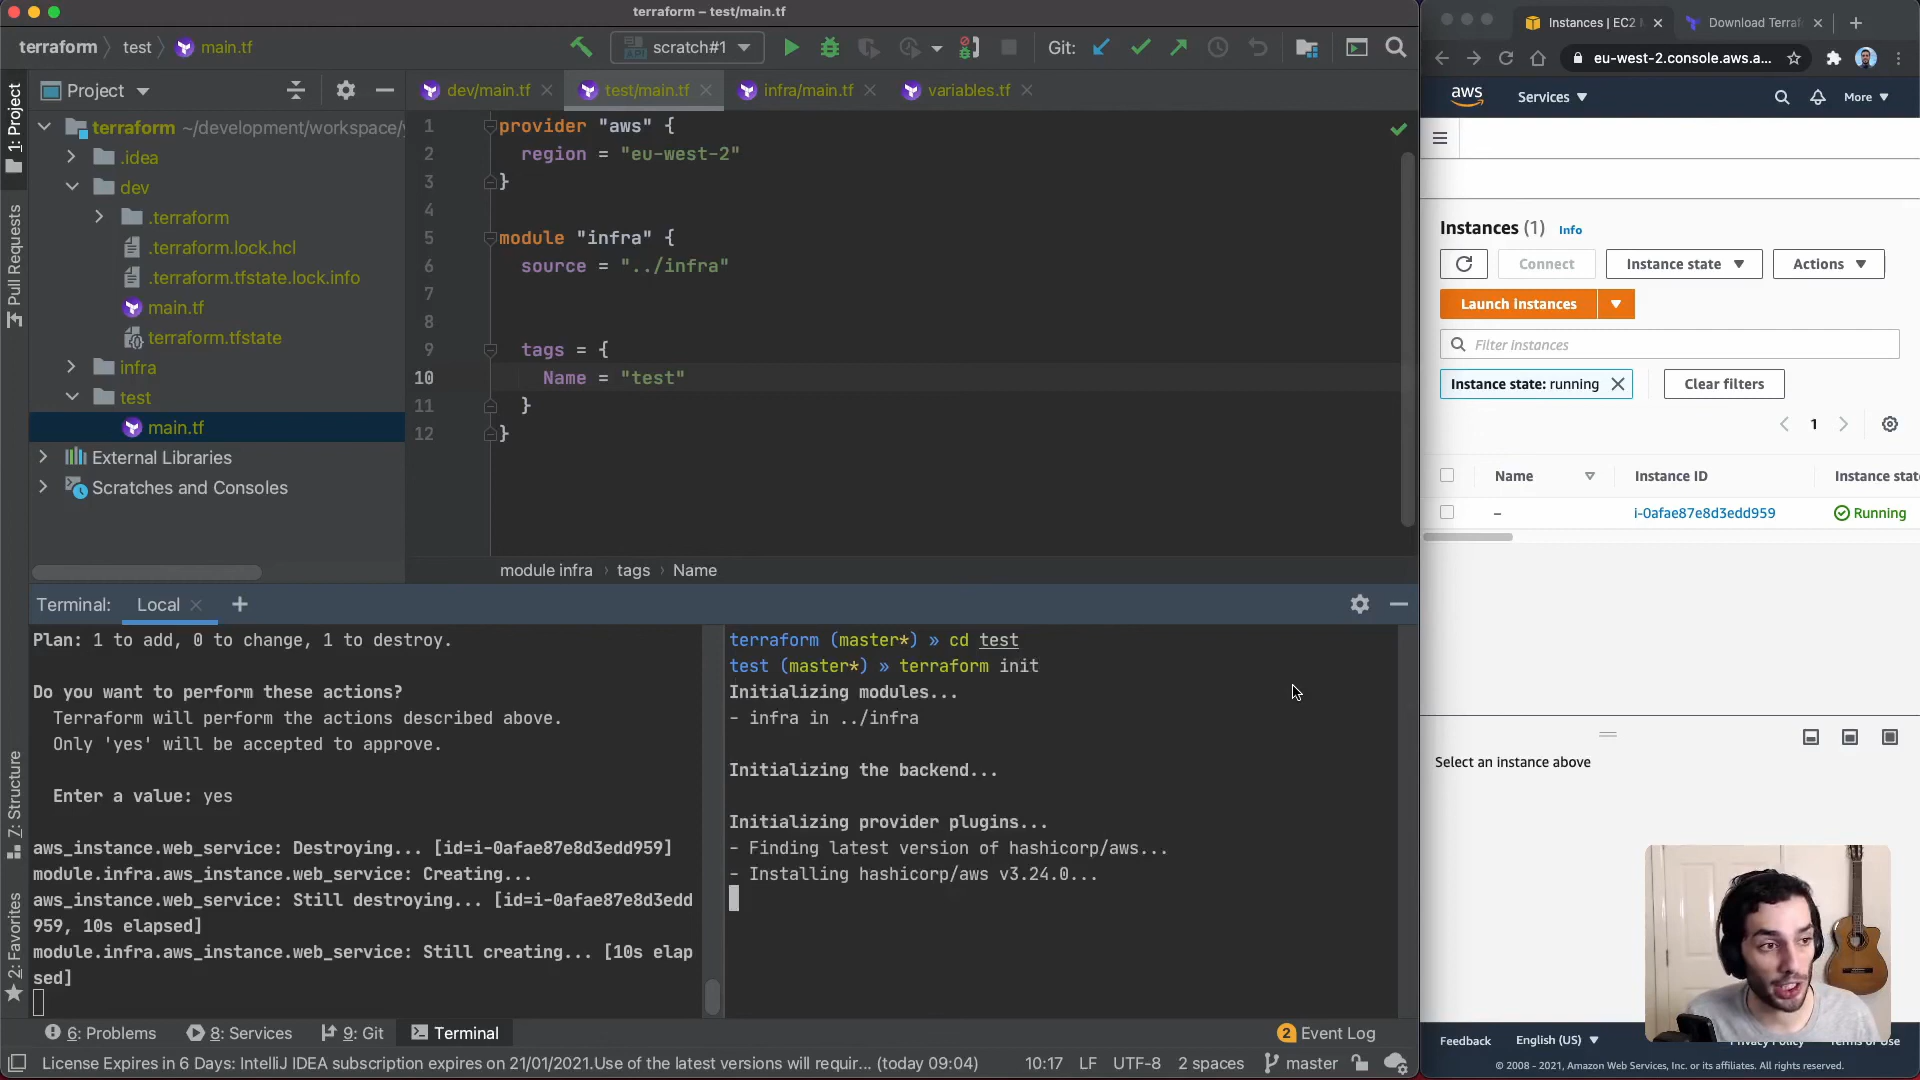 terraform – test/main.tf
terraform
test
main.tf
scratch#1
Git:
Project
dev/main.tf
test/main.tf
infra/main.tf
variables.tf
1: Project
Pull Requests
7: Structure
2: Favorites
terraform ~/development/workspace/
.idea
dev
.terraform
.terraform.lock.hcl
.terraform.tfstate.lock.info
main.tf
terraform.tfstate
infra
test
main.tf
External Libraries
Scratches and Consoles
1 provider "aws" {
2 region = "eu-west-2"
3 }
4
5 module "infra" {
6 source = "../infra"
7
8
9 tags = {
10 Name = "test"
11 }
12 }
module infra › tags › Name
Terminal: Local
Plan: 1 to add, 0 to change, 1 to destroy.
Do you want to perform these actions?
Terraform will perform the actions described above.
Only 'yes' will be accepted to approve.
Enter a value: yes
aws_instance.web_service: Destroying... [id=i-0afae87e8d3edd959]
module.infra.aws_instance.web_service: Creating...
aws_instance.web_service: Still destroying... [id=i-0afae87e8d3edd
959, 10s elapsed]
module.infra.aws_instance.web_service: Still creating... [10s elap
sed]
terraform (master*) » cd test
test (master*) » terraform init
Initializing modules...
- infra in ../infra
Initializing the backend...
Initializing provider plugins...
- Finding latest version of hashicorp/aws...
- Installing hashicorp/aws v3.24.0...
6: Problems
8: Services
9: Git
Terminal
2 Event Log
License Expires in 6 Days: IntelliJ IDEA subscription expires on 21/01/2021.Use of the latest versions will requir... (today 09:04)
10:17 LF UTF-8 2 spaces master
Instances | EC2
Download Terraf
eu-west-2.console.aws.a...
aws
Services
More
Instances (1) Info
Connect
Instance state
Actions
Launch instances
Filter instances
Instance state: running
Clear filters
1
Name
Instance ID
Instance stat
–
i-0afae87e8d3edd959
Running
Select an instance above
Feedback
English (US)
Privacy Policy
Terms of Use
© 2008 - 2021, Amazon Web Services, Inc. or its affiliates. All rights reserved.